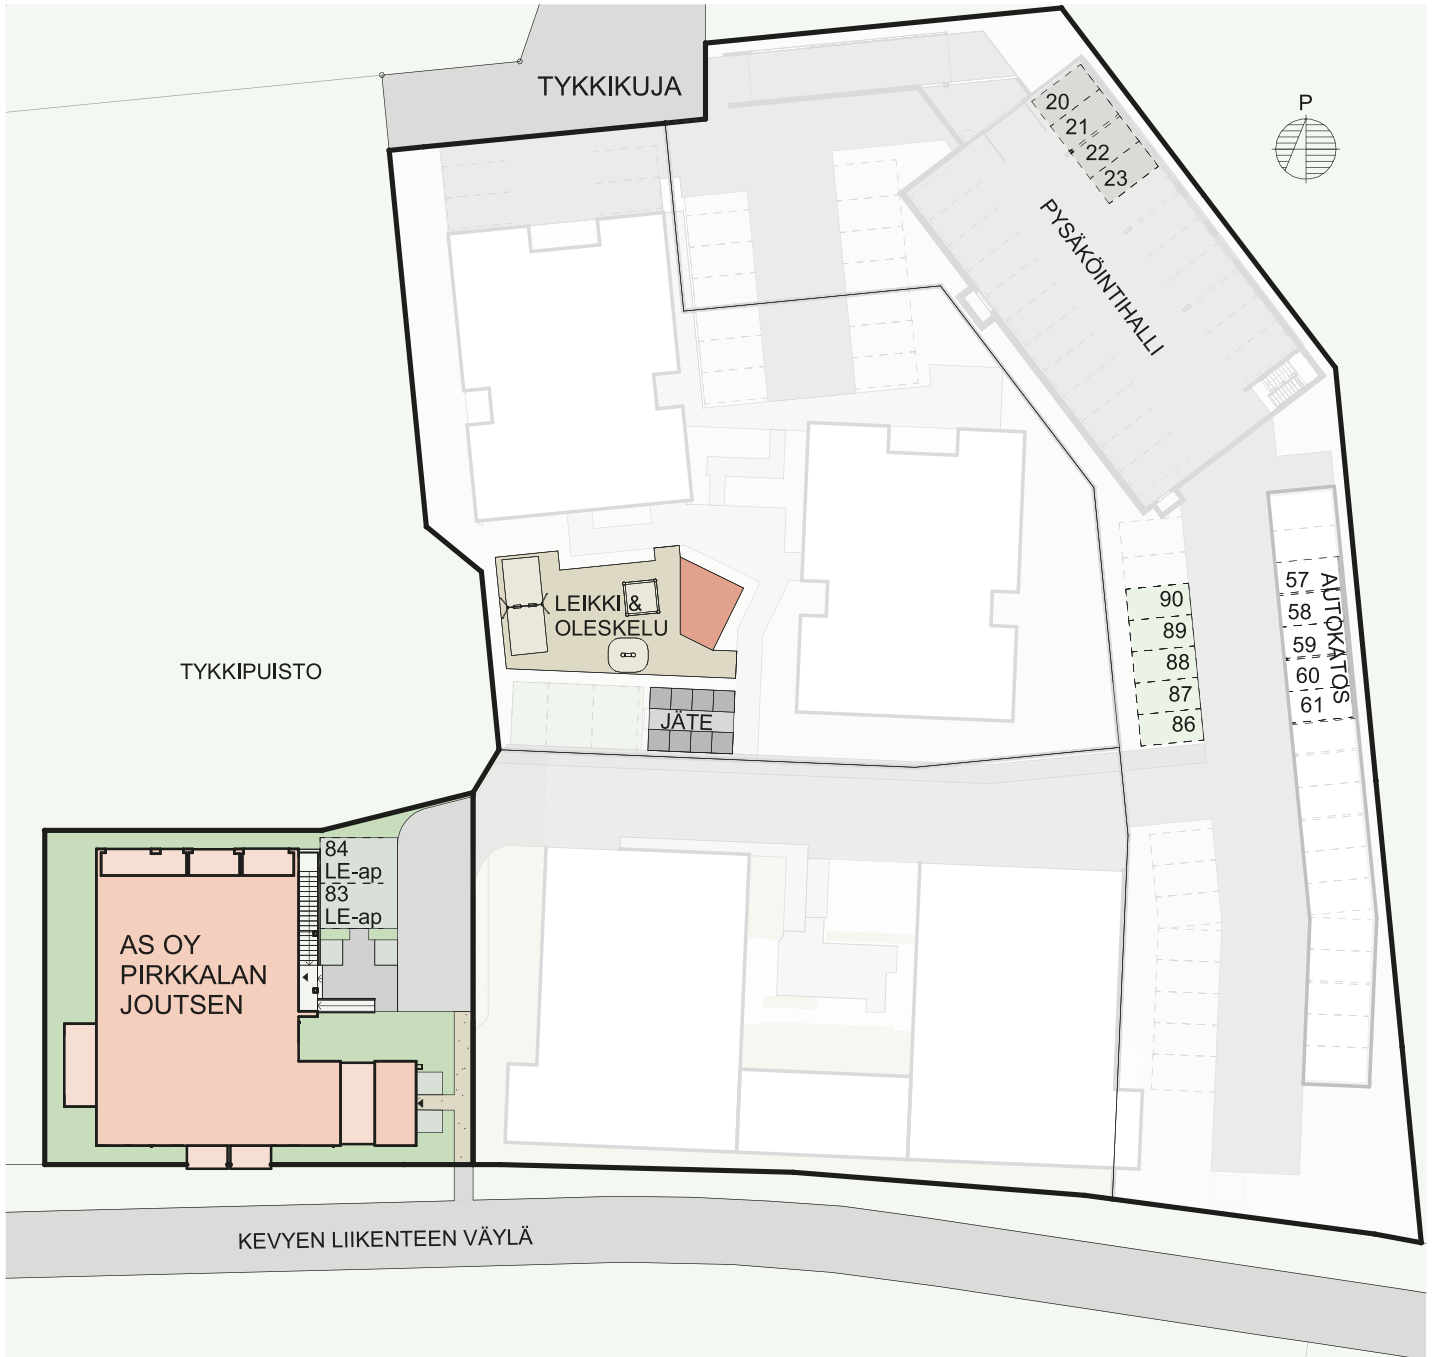 TYKKIKUJA
P
20
21
22
23
PYSÄKÖINTIHALLI
LEIKKI &
OLESKELU
TYKKIPUISTO
JÄTE
90
89
88
87
86
57
58
59
60
61
AUTOKATOS
84
LE-ap
83
LE-ap
AS OY
PIRKKALAN
JOUTSEN
KEVYEN LIIKENTEEN VÄYLÄ